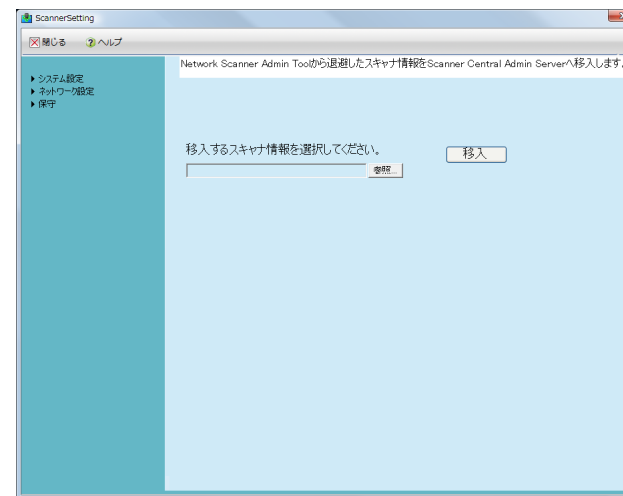 ScannerSetting
閉じる ヘルプ
Network Scanner Admin Toolから退避したスキャナ情報をScanner Central Admin Serverへ移入します。
システム設定
ネットワーク設定
保守
移入するスキャナ情報を選択してください。
移入
参照...